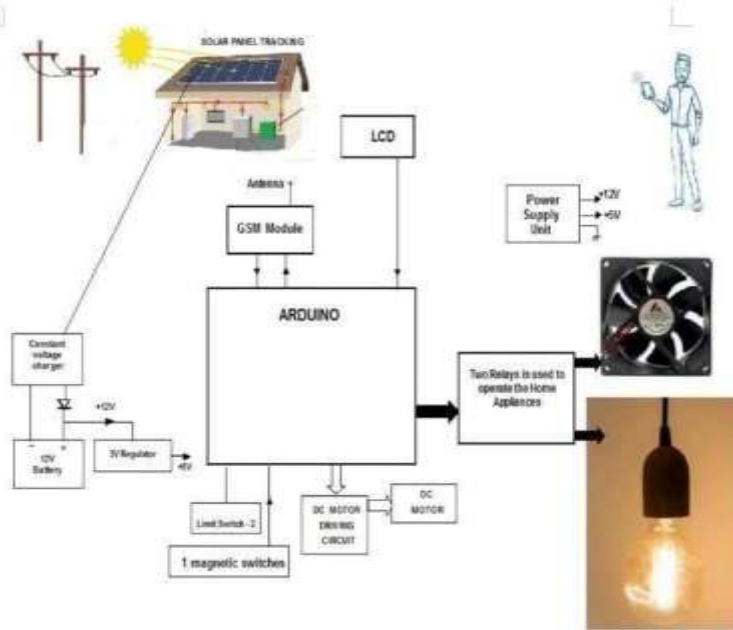 SOLAR PANEL TRACKING
LCD
Antenna
GSM Module
Power
Supply
Unit
+12V
+5V
ARDUINO
Constant
voltage
charger
+12V
12V
Battery
5V Regulator
+5V
Two Relays is used to
operate the Home
Appliances
Limit Switch - 2
1 magnetic switches
DC MOTOR
DRIVING
CIRCUIT
DC
MOTOR